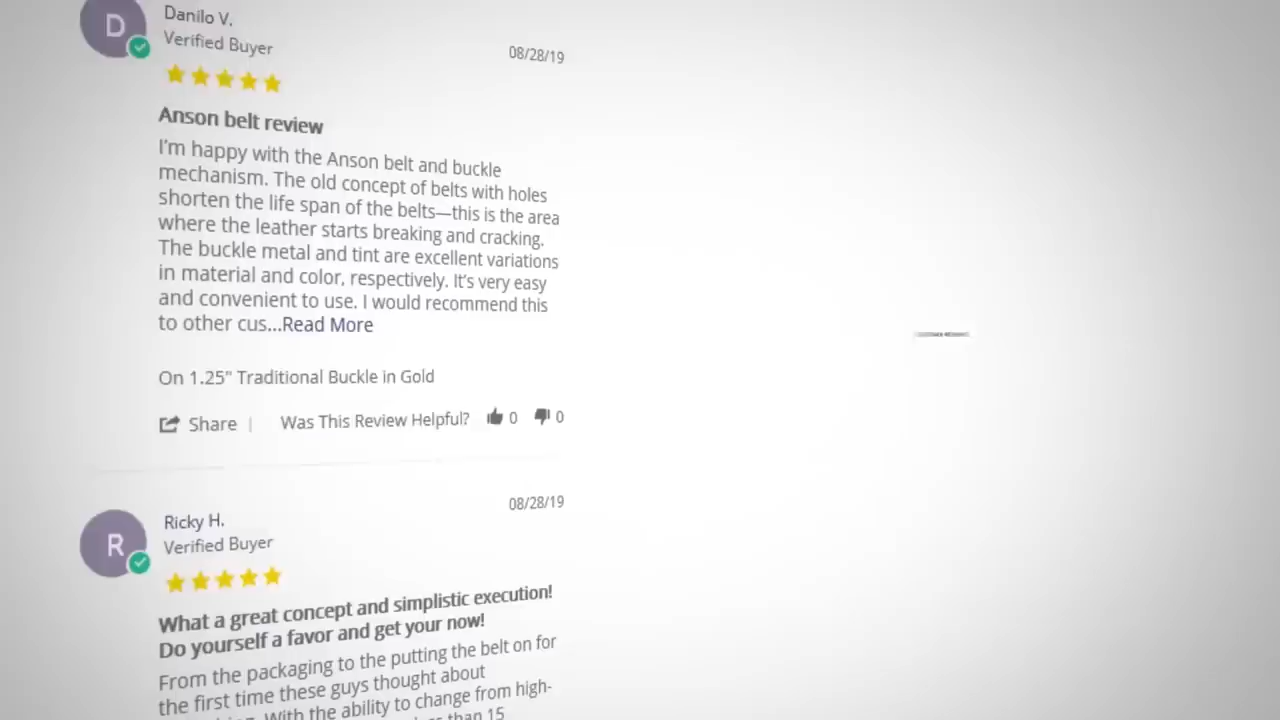 D
Danilo V.
Verified Buyer
08/28/19
Anson belt review
I'm happy with the Anson belt and buckle
mechanism. The old concept of belts with holes
shorten the life span of the belts—this is the area
where the leather starts breaking and cracking.
The buckle metal and tint are excellent variations
in material and color, respectively. It's very easy
and convenient to use. I would recommend this
to other cus...Read More
On 1.25" Traditional Buckle in Gold
Share | Was This Review Helpful? 0 0
08/28/19
R
Ricky H.
Verified Buyer
What a great concept and simplistic execution!
Do yourself a favor and get your now!
From the packaging to the putting the belt on for
the first time these guys thought about
With the ability to change from high-
than 15